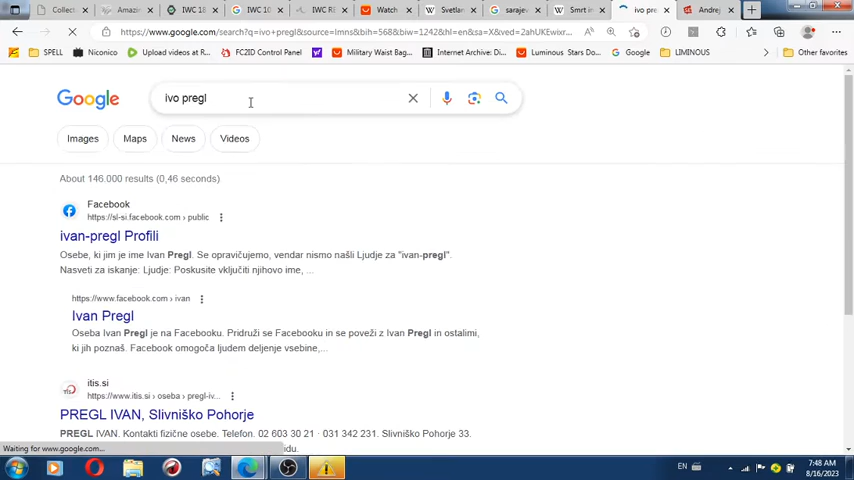 Collect
Amazin
IWC 18
IWC 10
IWC R
Watch
Svetlan
sarajev
Smrt in
ivo pre
Andrej
https://www.google.com/search?q=ivo+pregl&source=lmns&bih=568&biw=1242&hl=en&sa=X&ved=2ahUKEwixr...
SPELL
Niconico
Upload videos at R...
FC2ID Control Panel
Military Waist Bag...
Internet Archive: Di...
Luminous Stars Do...
Google
LIMINOUS
Other favorites
Google
ivo pregl
Images
Maps
News
Videos
About 146.000 results (0,46 seconds)
Facebook
https://sl-si.facebook.com › public
ivan-pregl Profili
Osebe, ki jim je ime Ivan Pregl. Se opravičujemo, vendar nismo našli Ljudje za "ivan-pregl".
Nasveti za iskanje: Ljudje: Poskusite vključiti njihovo ime, ...
https://www.facebook.com › ivan
Ivan Pregl
Oseba Ivan Pregl je na Facebooku. Pridruži se Facebooku in se poveži z Ivan Pregl in ostalimi,
ki jih poznaš. Facebook omogoča ljudem deljenje vsebine,...
itis.si
https://www.itis.si › oseba › pregl-iv...
PREGL IVAN, Slivniško Pohorje
PREGL IVAN. Kontakti fizične osebe. Telefon. 02 603 30 21 · 031 342 231. Slivniško Pohorje 33.
idu.
Waiting for www.google.com...
EN
7:48 AM
8/16/2023